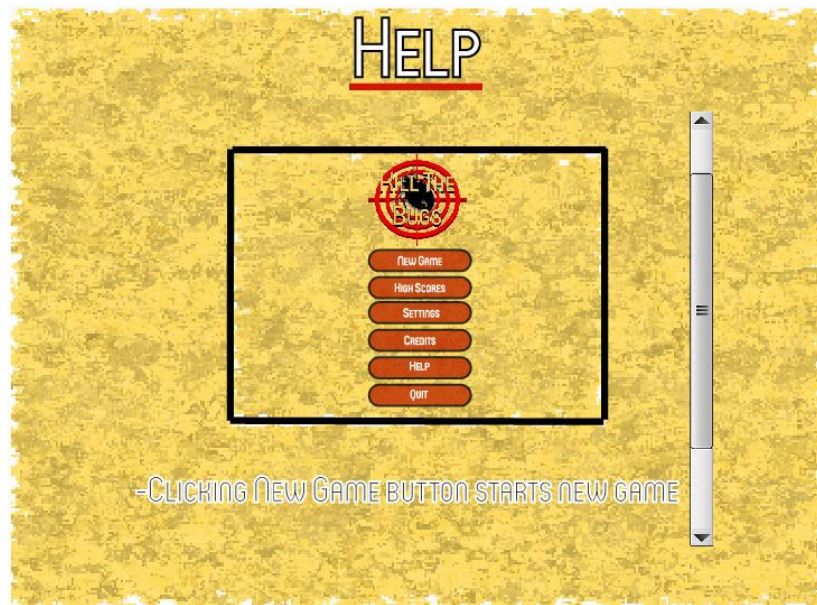 Help
Kill The
Bugs
New Game
High Scores
Settings
Credits
Help
Quit
-Clicking New Game button starts new game